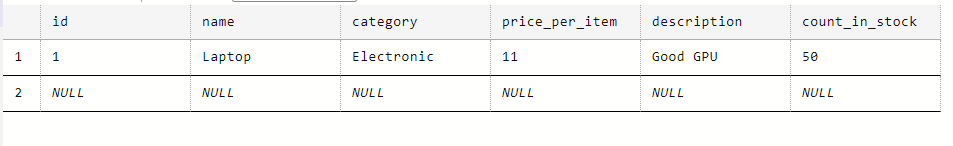 id name category price_per_item description count_in_stock
1 1 Laptop Electronic 11 Good GPU 50
2 NULL NULL NULL NULL NULL NULL